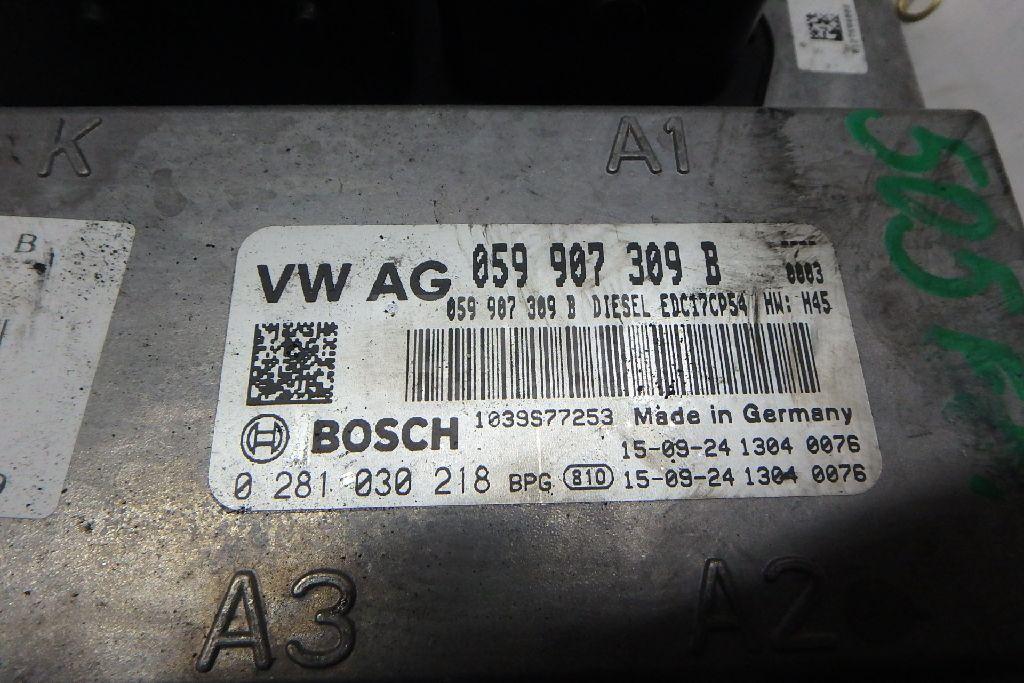 K
A1
505
B
VW AG 059 907 309 B 0003
059 907 309 B DIESEL EDC17CP54 HW: H45
BOSCH 1039S77253 Made in Germany
15-09-24 1304 0076
0 281 030 218 BPG 810 15-09-24 1304 0076
A3
A2